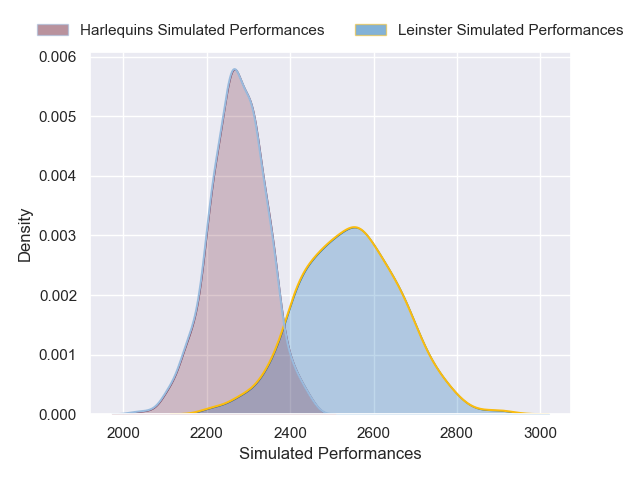 Harlequins Simulated Performances
Leinster Simulated Performances
0.006
0.005
0.004
0.003
0.002
0.001
0.000
Density
2000 2200 2400 2600 2800 3000
Simulated Performances